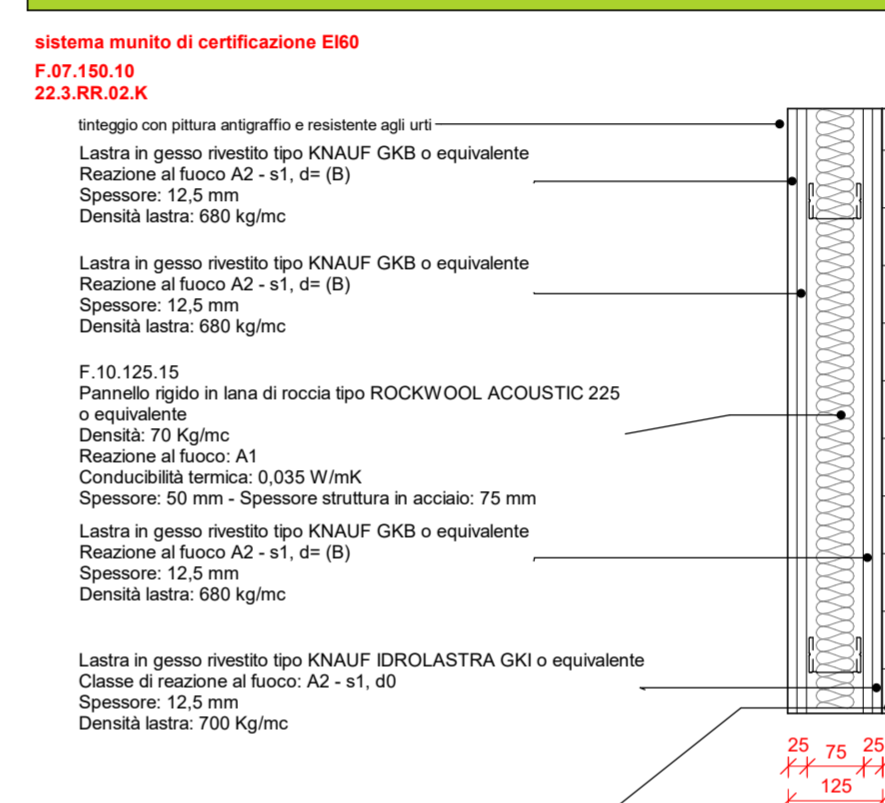 sistema munito di certificazione EI60
F.07.150.10
22.3.RR.02.K
tinteggio con pittura antigraffio e resistente agli urti
Lastra in gesso rivestito tipo KNAUF GKB o equivalente
Reazione al fuoco A2 - s1, d= (B)
Spessore: 12,5 mm
Densità lastra: 680 kg/mc
Lastra in gesso rivestito tipo KNAUF GKB o equivalente
Reazione al fuoco A2 - s1, d= (B)
Spessore: 12,5 mm
Densità lastra: 680 kg/mc
F.10.125.15
Pannello rigido in lana di roccia tipo ROCKWOOL ACOUSTIC 225
o equivalente
Densità: 70 Kg/mc
Reazione al fuoco: A1
Conducibilità termica: 0,035 W/mK
Spessore: 50 mm - Spessore struttura in acciaio: 75 mm
Lastra in gesso rivestito tipo KNAUF GKB o equivalente
Reazione al fuoco A2 - s1, d= (B)
Spessore: 12,5 mm
Densità lastra: 680 kg/mc
Lastra in gesso rivestito tipo KNAUF IDROLASTRA GKI o equivalente
Classe di reazione al fuoco: A2 - s1, d0
Spessore: 12,5 mm
Densità lastra: 700 Kg/mc
25 75 25
125